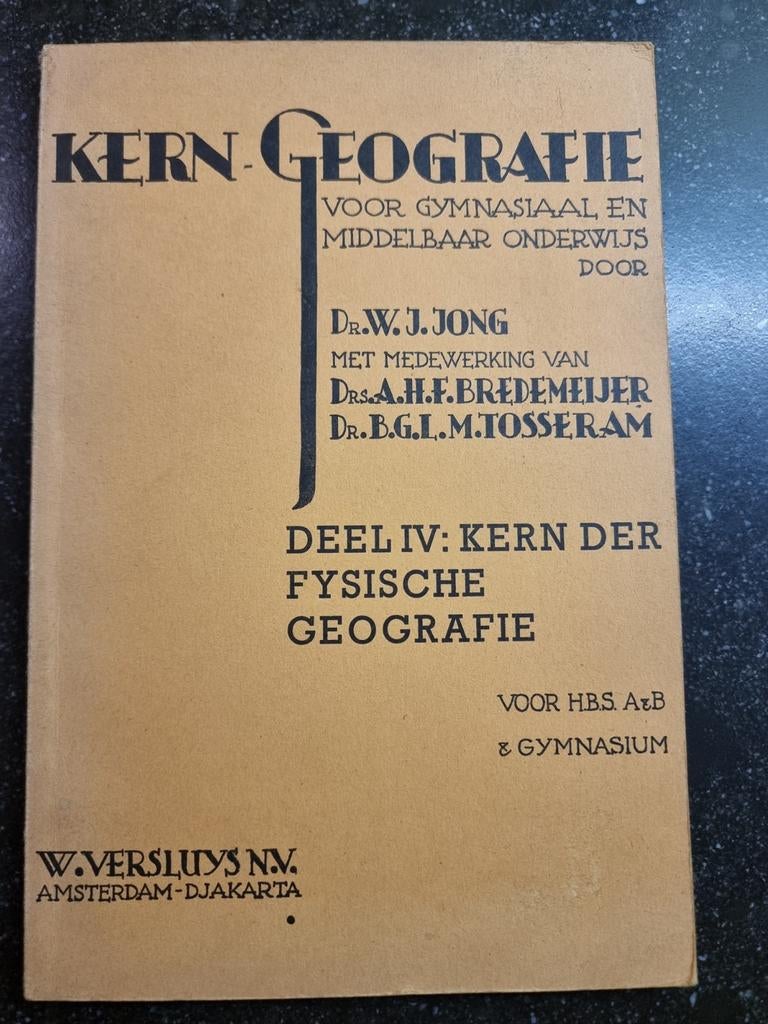 KERN-GEOGRAFIE
VOOR GYMNASIAAL EN
MIDDELBAAR ONDERWIJS
DOOR
DR. W. J. JONG
MET MEDEWERKING VAN
DRS. A.H.F. BREDEMEIJER
DR. B.G.L.M. TOSSERAM
DEEL IV: KERN DER
FYSISCHE
GEOGRAFIE
VOOR H.B.S. A&B
& GYMNASIUM
W. VERSLUYS N.V.
AMSTERDAM-DJAKARTA